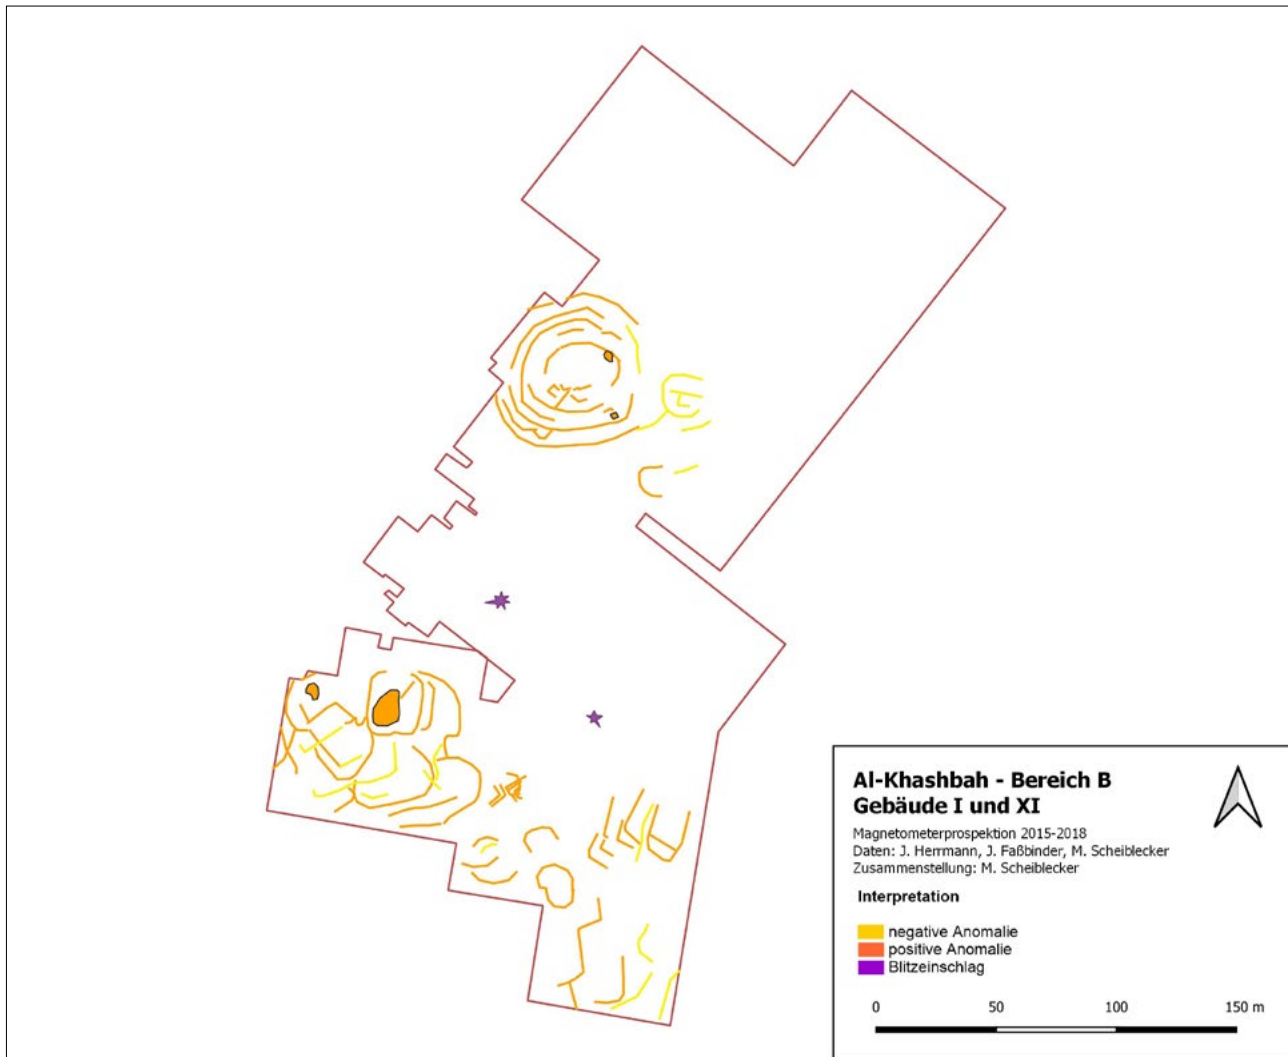 Al-Khashbah - Bereich B
Gebäude I und XI
Magnetometerprospektion 2015-2018
Daten: J. Herrmann, J. Faßbinder, M. Scheiblecker
Zusammenstellung: M. Scheiblecker
Interpretation
negative Anomalie
positive Anomalie
Blitzeinschlag
0 50 100 150 m